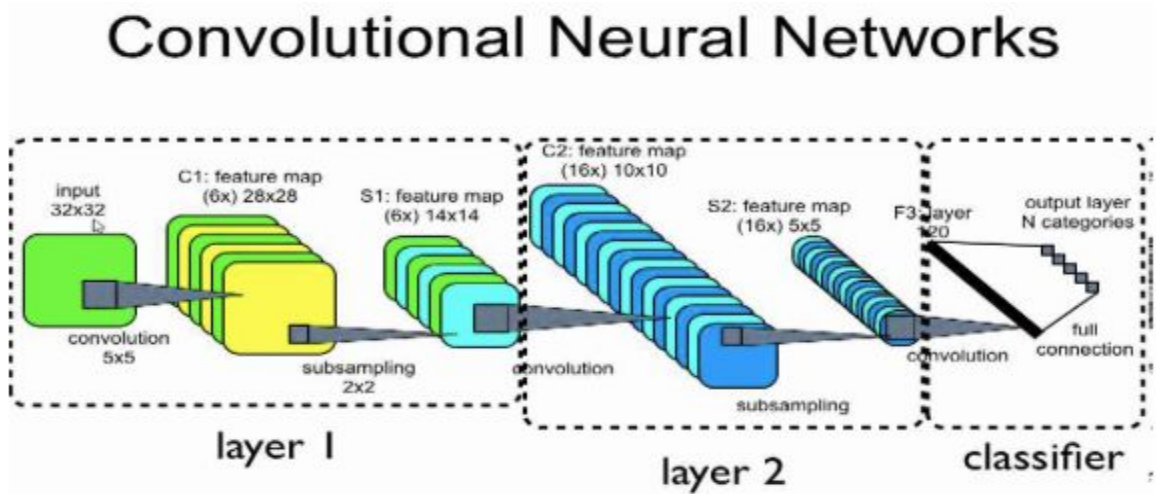 Convolutional Neural Networks
input
32x32
C1: feature map
(6x) 28x28
S1: feature map
(6x) 14x14
convolution
5x5
subsampling
2x2
layer 1
C2: feature map
(16x) 10x10
S2: feature map
(16x) 5x5
convolution
subsampling
layer 2
F3: layer
120
output layer
N categories
convolution
full
connection
classifier